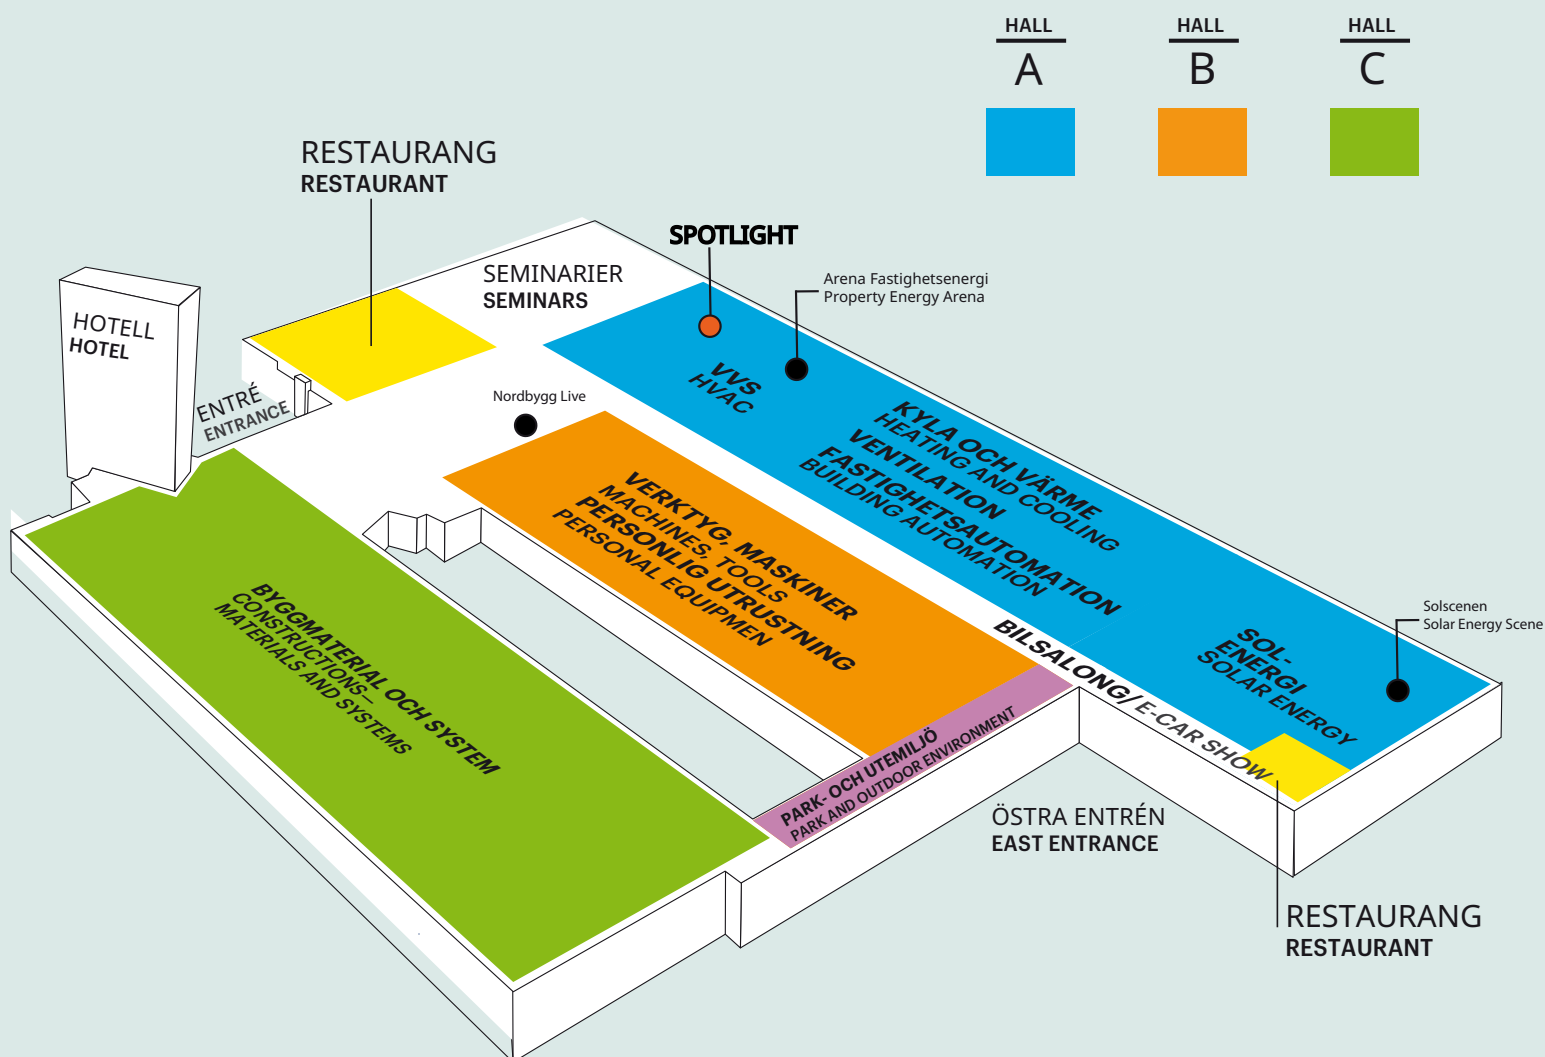 HALL
A
HALL
B
HALL
C
RESTAURANG
RESTAURANT
SPOTLIGHT
SEMINARIER
SEMINARS
Arena Fastighetsenergi
Property Energy Arena
HOTELL
HOTEL
ENTRÉ
ENTRANCE
Nordbygg Live
VVS
HVAC
KYLA OCH VÄRME
HEATING AND COOLING
VENTILATION
FASTIGHETSAUTOMATION
BUILDING AUTOMATION
VERKTYG, MASKINER
MACHINES, TOOLS
PERSONLIG UTRUSTNING
PERSONAL EQUIPMEN
BYGGMATERIAL OCH SYSTEM
CONSTRUCTIONS–
MATERIALS AND SYSTEMS
BILSALONG/ E-CAR SHOW
SOL-
ENERGI
SOLAR ENERGY
Solscenen
Solar Energy Scene
PARK- OCH UTEMILJÖ
PARK AND OUTDOOR ENVIRONMENT
ÖSTRA ENTRÉN
EAST ENTRANCE
RESTAURANG
RESTAURANT